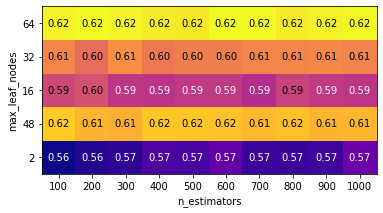 64 0.62 0.62 0.62 0.62 0.62 0.62 0.62 0.62 0.62 0.62
32 0.61 0.60 0.61 0.60 0.60 0.60 0.61 0.61 0.61 0.61
16 0.59 0.60 0.59 0.59 0.59 0.59 0.59 0.59 0.59 0.59
48 0.62 0.61 0.61 0.62 0.62 0.62 0.61 0.62 0.61 0.61
2 0.56 0.56 0.57 0.57 0.57 0.57 0.57 0.57 0.57 0.57
100 200 300 400 500 600 700 800 900 1000
n_estimators
max_leaf_nodes